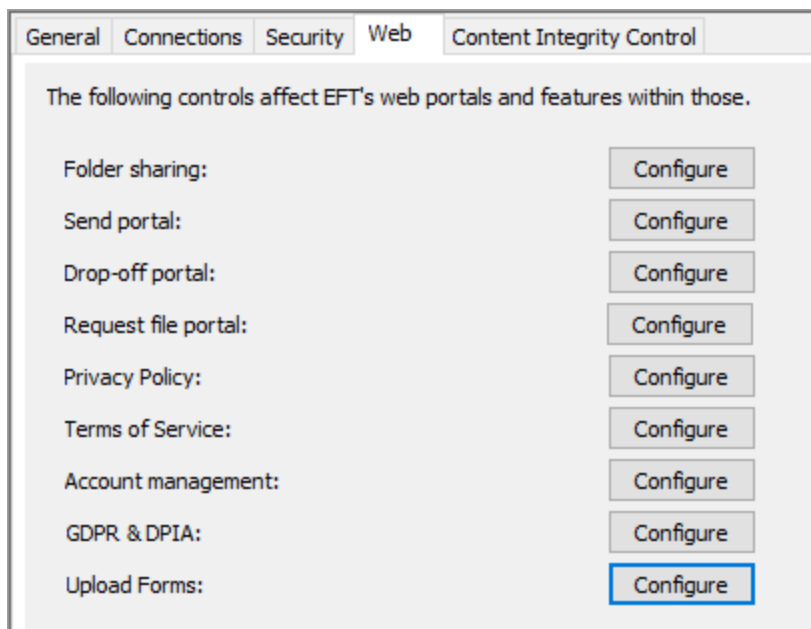 General Connections Security Web Content Integrity Control
The following controls affect EFT's web portals and features within those.
Folder sharing: Configure
Send portal: Configure
Drop-off portal: Configure
Request file portal: Configure
Privacy Policy: Configure
Terms of Service: Configure
Account management: Configure
GDPR & DPIA: Configure
Upload Forms: Configure